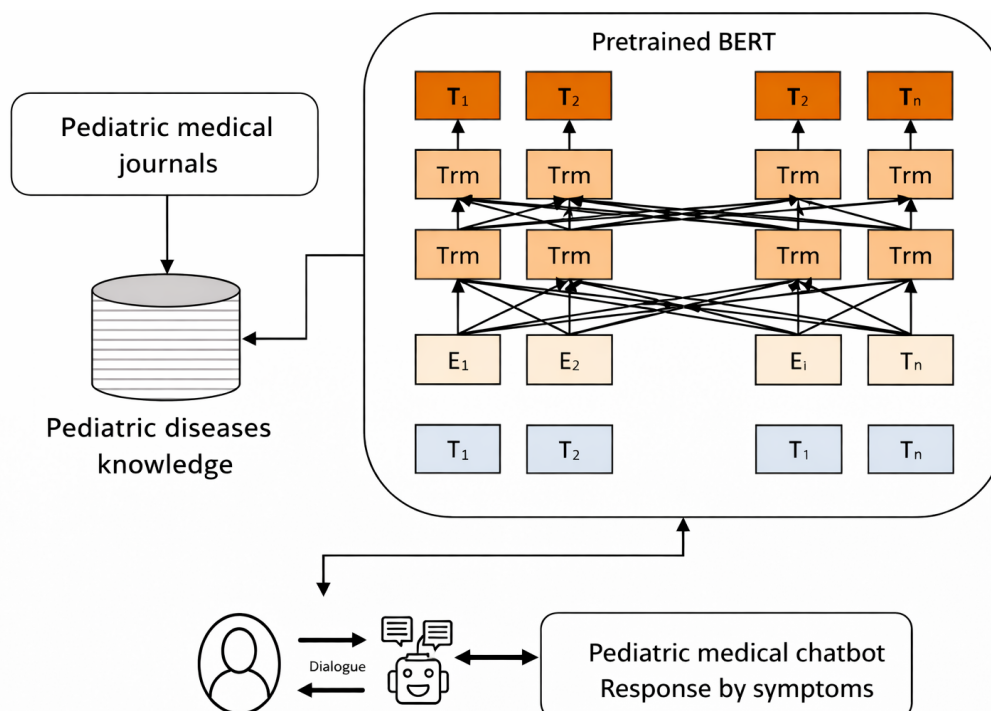 Pretrained BERT
T₁ T₂ T₂ Tₙ
Pediatric medical
journals
Trm Trm Trm Trm
Trm Trm Trm Trm
E₁ E₂ Eᵢ Tₙ
Pediatric diseases
knowledge
T₁ T₂ T₁ Tₙ
Dialogue
Pediatric medical chatbot
Response by symptoms